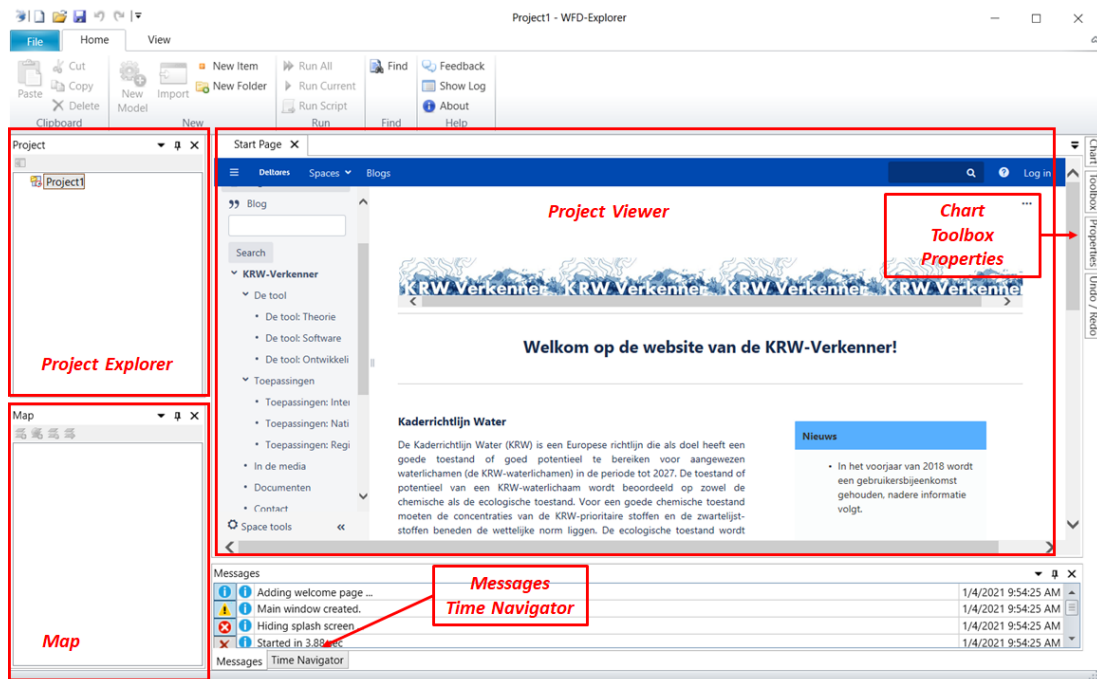 Project1 - WFD-Explorer
File Home View
Cut
Copy
Delete
Paste
Clipboard
New Model
Import
New Item
New Folder
New
Run All
Run Current
Run Script
Run
Find
Find
Feedback
Show Log
About
Help
Project
Project1
Project Explorer
Map
Map
Start Page
Deltares Spaces Blogs
Log in
Blog
Search
KRW-Verkenner
De tool
De tool: Theorie
De tool: Software
De tool: Ontwikkeli
Toepassingen
Toepassingen: Inter
Toepassingen: Nati
Toepassingen: Regi
In de media
Documenten
Contact
Space tools
Project Viewer
Chart
Toolbox
Properties
KRW-Verkenner KRW-Verkenner KRW-Verkenner KRW-Verkenne
Welkom op de website van de KRW-Verkenner!
Kaderrichtlijn Water
De Kaderrichtlijn Water (KRW) is een Europese richtlijn die als doel heeft een
goede toestand of goed potentieel te bereiken voor aangewezen
waterlichamen (de KRW-waterlichamen) in de periode tot 2027. De toestand of
potentieel van een KRW-waterlichaam wordt beoordeeld op zowel de
chemische als de ecologische toestand. Voor een goede chemische toestand
moeten de concentraties van de KRW-prioritaire stoffen en de zwartelijst-
stoffen beneden de wettelijke norm liggen. De ecologische toestand wordt
Nieuws
In het voorjaar van 2018 wordt
een gebruikersbijeenkomst
gehouden, nadere informatie
volgt.
Chart
Toolbox
Properties
Undo / Redo
Messages
Adding welcome page ... 1/4/2021 9:54:25 AM
Main window created. 1/4/2021 9:54:25 AM
Hiding splash screen 1/4/2021 9:54:25 AM
Started in 3.88 sec 1/4/2021 9:54:25 AM
Messages
Time Navigator
Messages Time Navigator